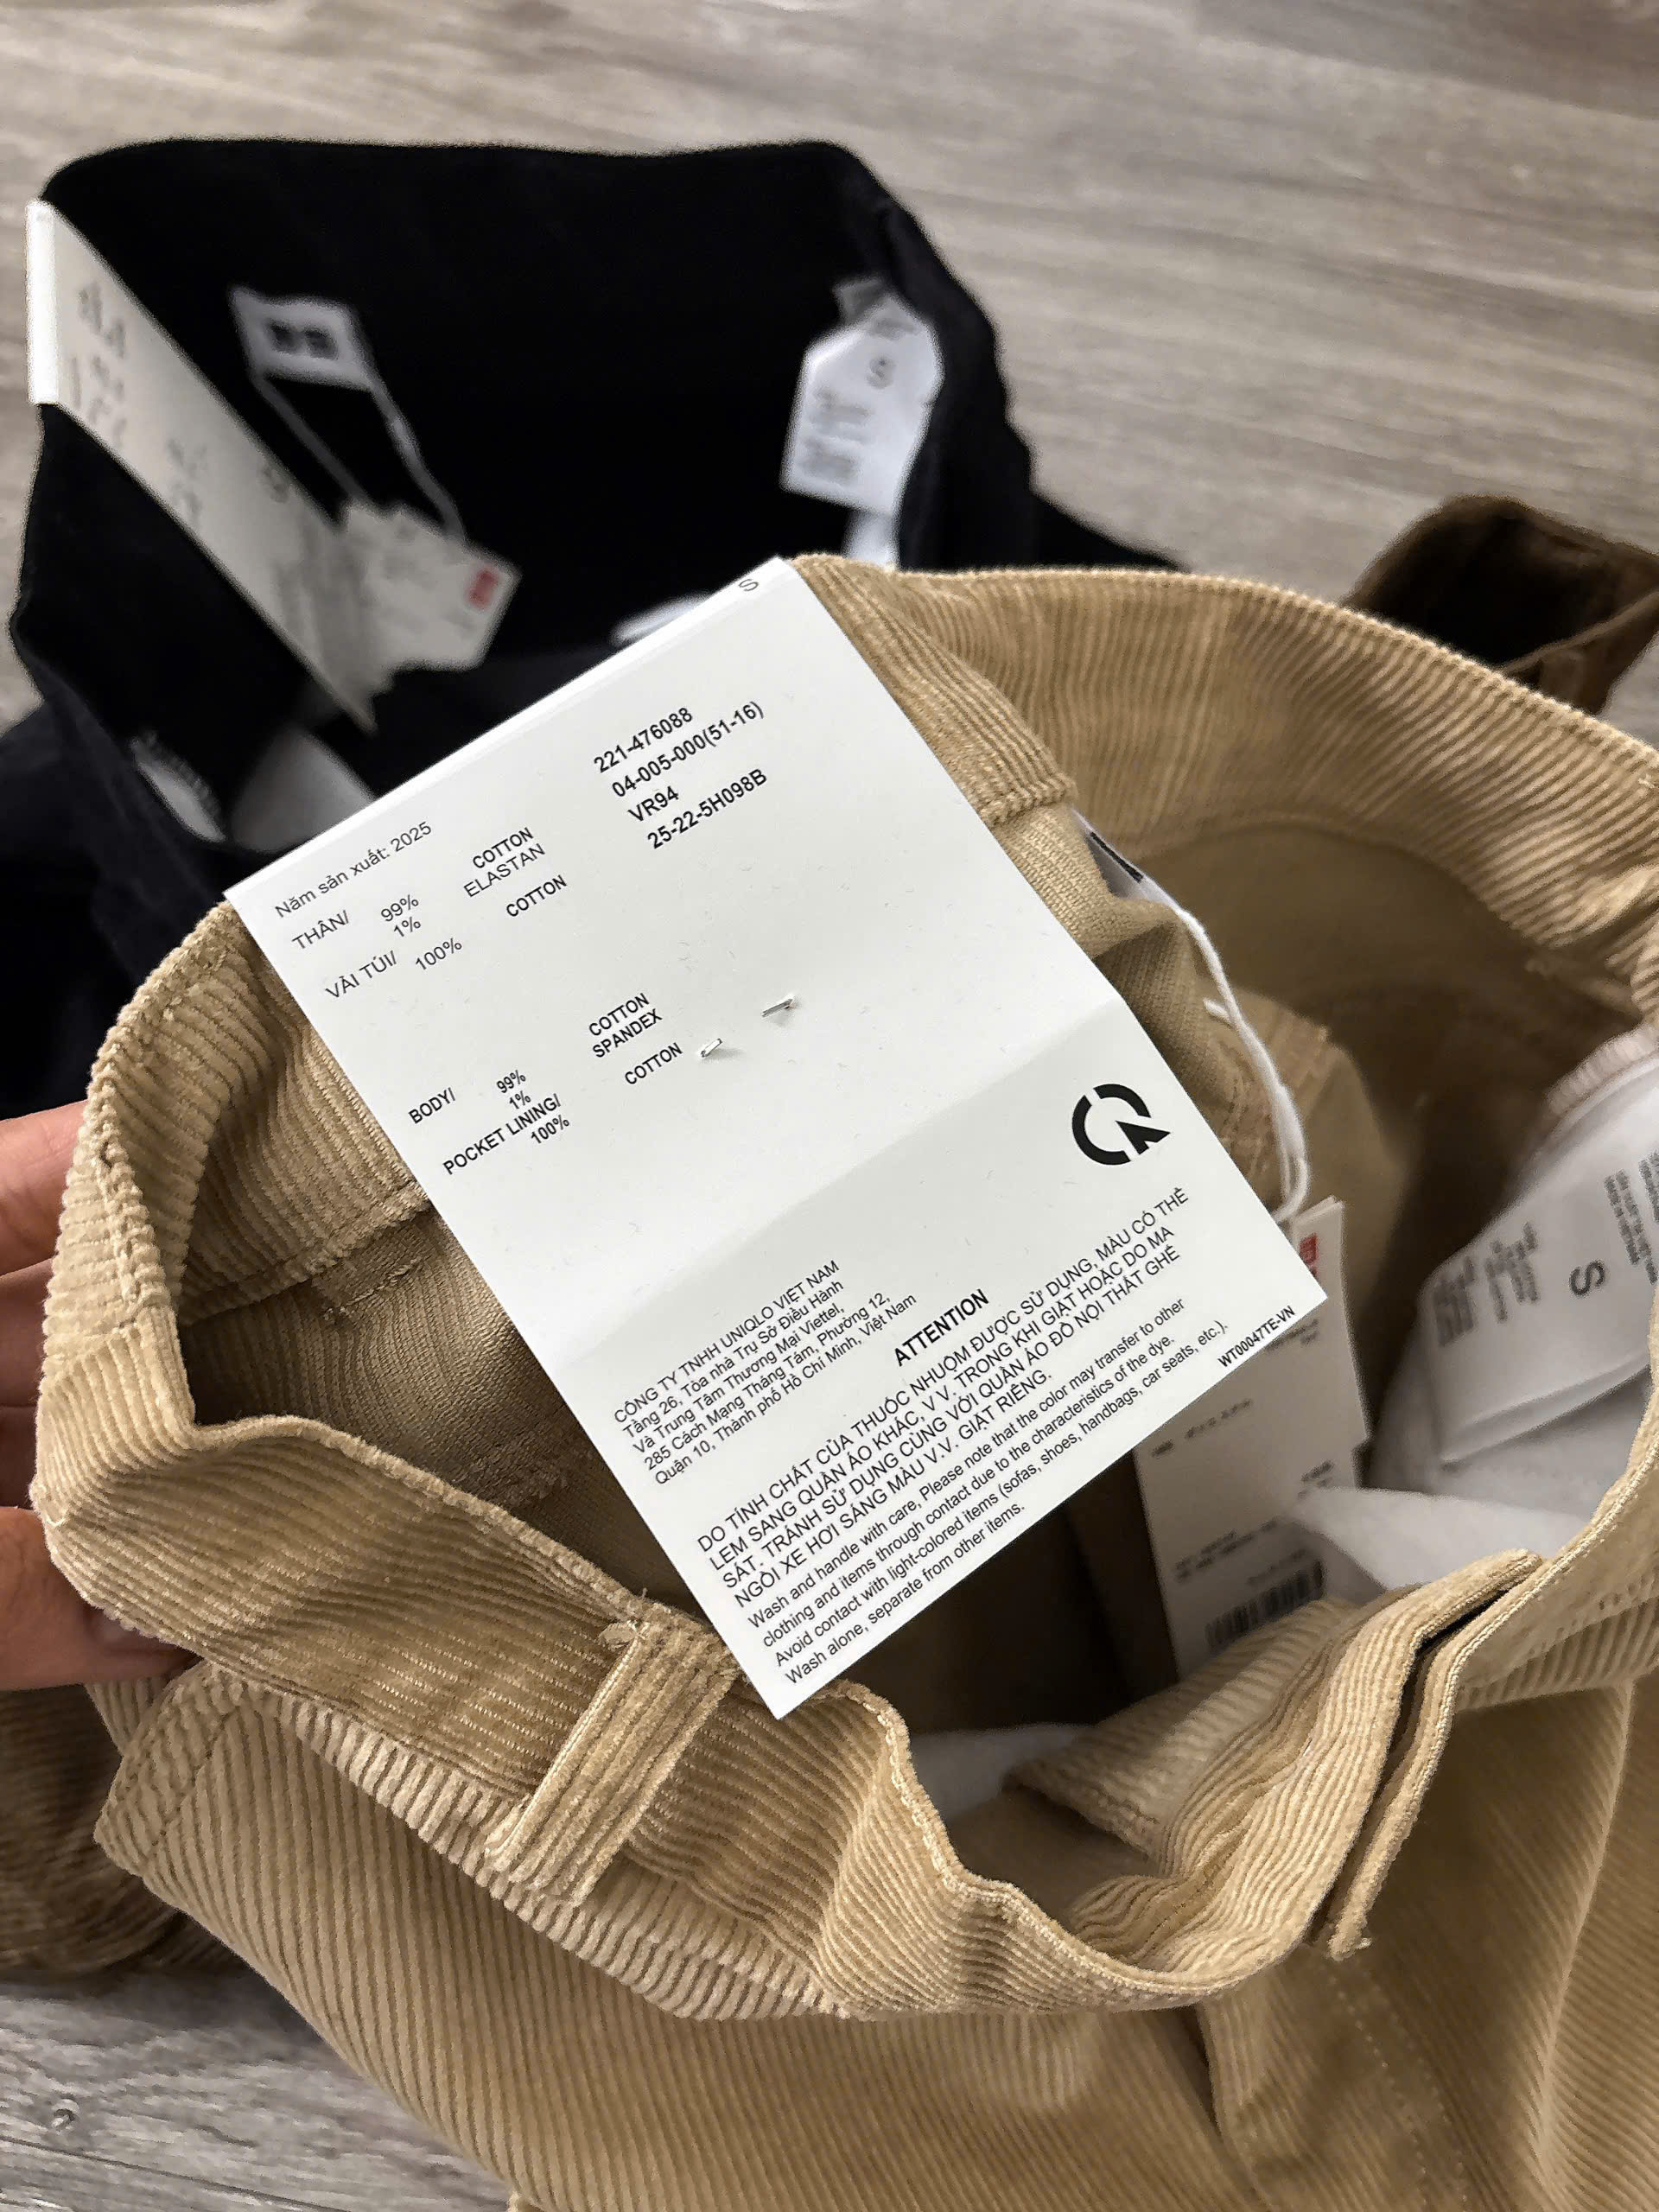 S
221-476088
04-005-000(51-16)
VR94
25-22-5H098B
Năm sản xuất: 2025
THÂN/ 99% COTTON
1% ELASTAN
VẢI TÚI/ 100% COTTON
BODY/ 99% COTTON
1% SPANDEX
POCKET LINING/
100% COTTON
CÔNG TY TNHH UNIQLO VIỆT NAM
Tầng 26, Tòa nhà Trụ Sở Điều Hành
Và Trung Tâm Thương Mại Viettel,
285 Cách Mạng Tháng Tám, Phường 12,
Quận 10, Thành phố Hồ Chí Minh, Việt Nam
ATTENTION
DO TÍNH CHẤT CỦA THUỐC NHUỘM ĐƯỢC SỬ DỤNG, MÀU CÓ THỂ
LEM SANG QUẦN ÁO KHÁC, V V. TRONG KHI GIẶT HOẶC DO MA
SÁT. TRÁNH SỬ DỤNG CÙNG VỚI QUẦN ÁO ĐỒ NỘI THẤT GHẾ
NGỒI XE HƠI SÁNG MÀU V.V. GIẶT RIÊNG.
Wash and handle with care, Please note that the color may transfer to other
clothing and items through contact due to the characteristics of the dye.
Avoid contact with light-colored items (sofas, shoes, handbags, car seats, etc.).
Wash alone, separate from other items.
WT00047TE-VN
S
S